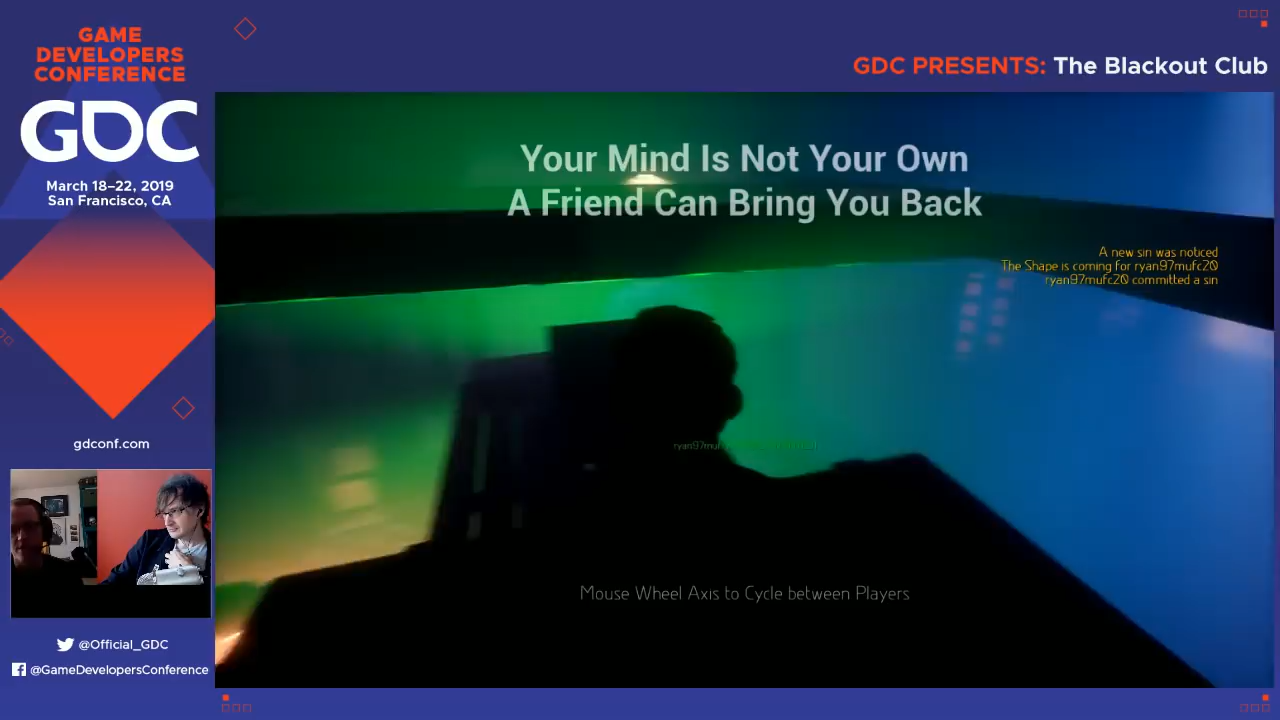 GAME
DEVELOPERS
CONFERENCE
GDC
March 18–22, 2019
San Francisco, CA
gdconf.com
@Official_GDC
@GameDevelopersConference
GDC PRESENTS: The Blackout Club
Your Mind Is Not Your Own
A Friend Can Bring You Back
A new sin was noticed
The Shape is coming for ryan97mufc20
ryan97mufc20 committed a sin
Mouse Wheel Axis to Cycle between Players